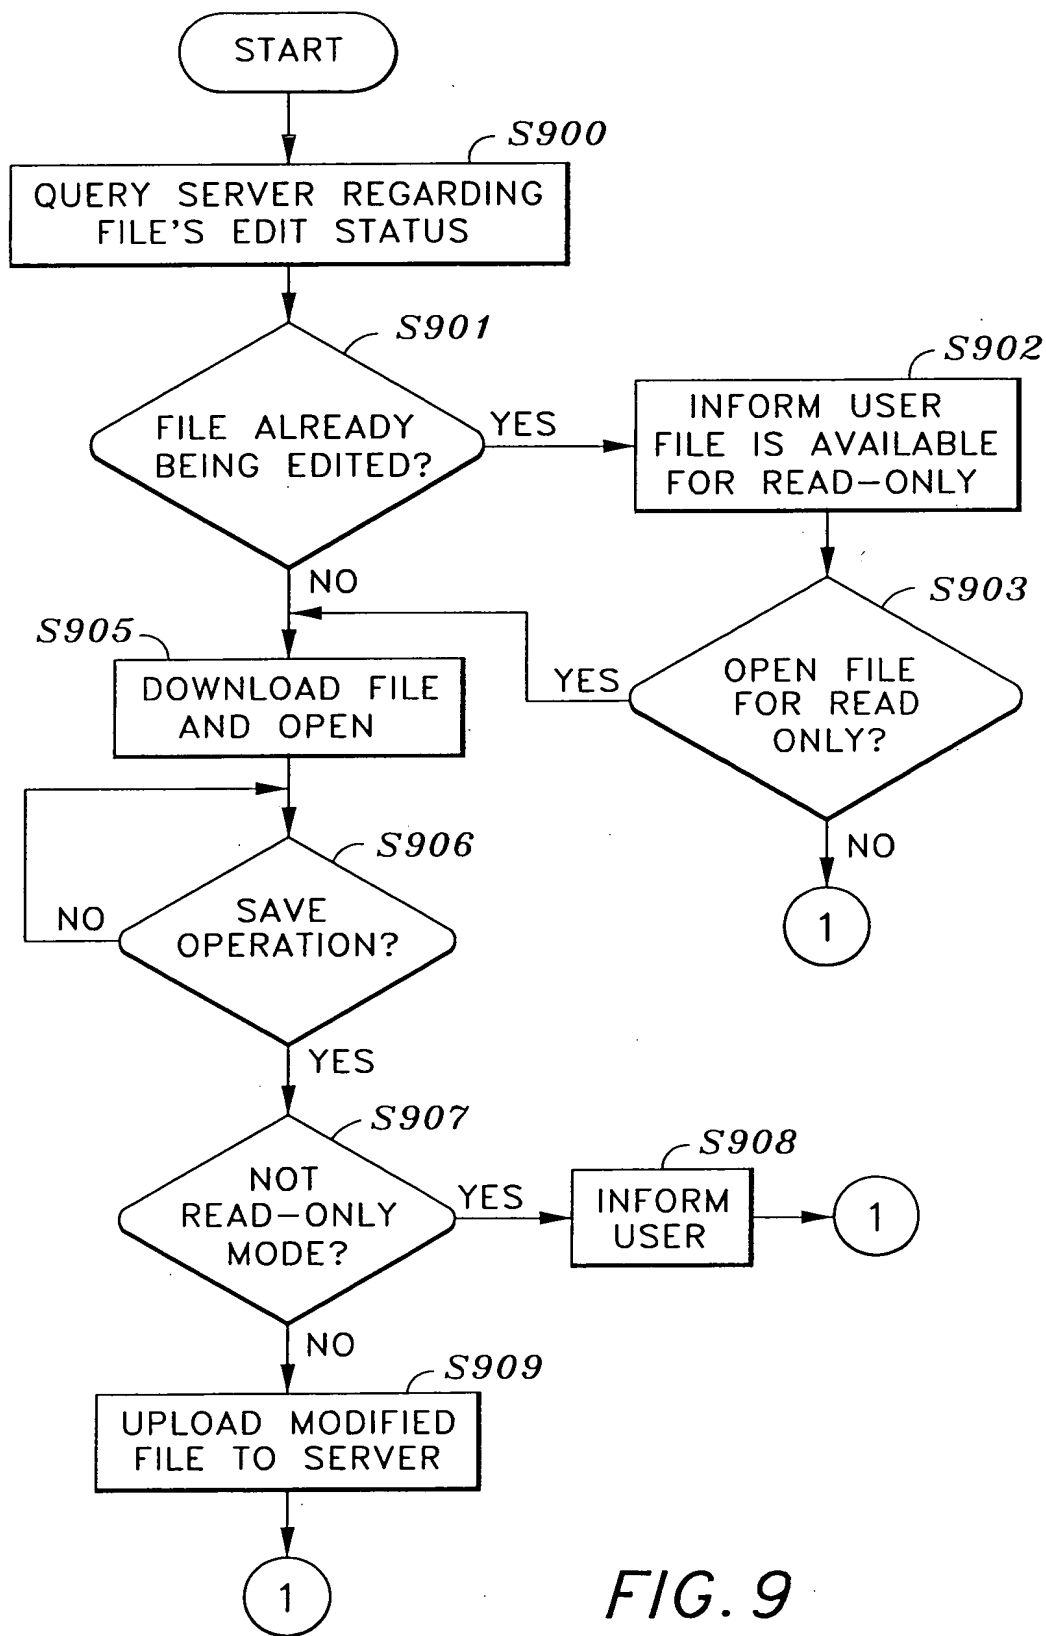 START
S900
QUERY SERVER REGARDING
FILE'S EDIT STATUS
S901
FILE ALREADY
BEING EDITED?
YES
NO
S902
INFORM USER
FILE IS AVAILABLE
FOR READ-ONLY
S903
OPEN FILE
FOR READ
ONLY?
YES
NO
1
S905
DOWNLOAD FILE
AND OPEN
S906
SAVE
OPERATION?
NO
YES
S907
NOT
READ-ONLY
MODE?
YES
S908
INFORM
USER
1
NO
S909
UPLOAD MODIFIED
FILE TO SERVER
1
FIG. 9